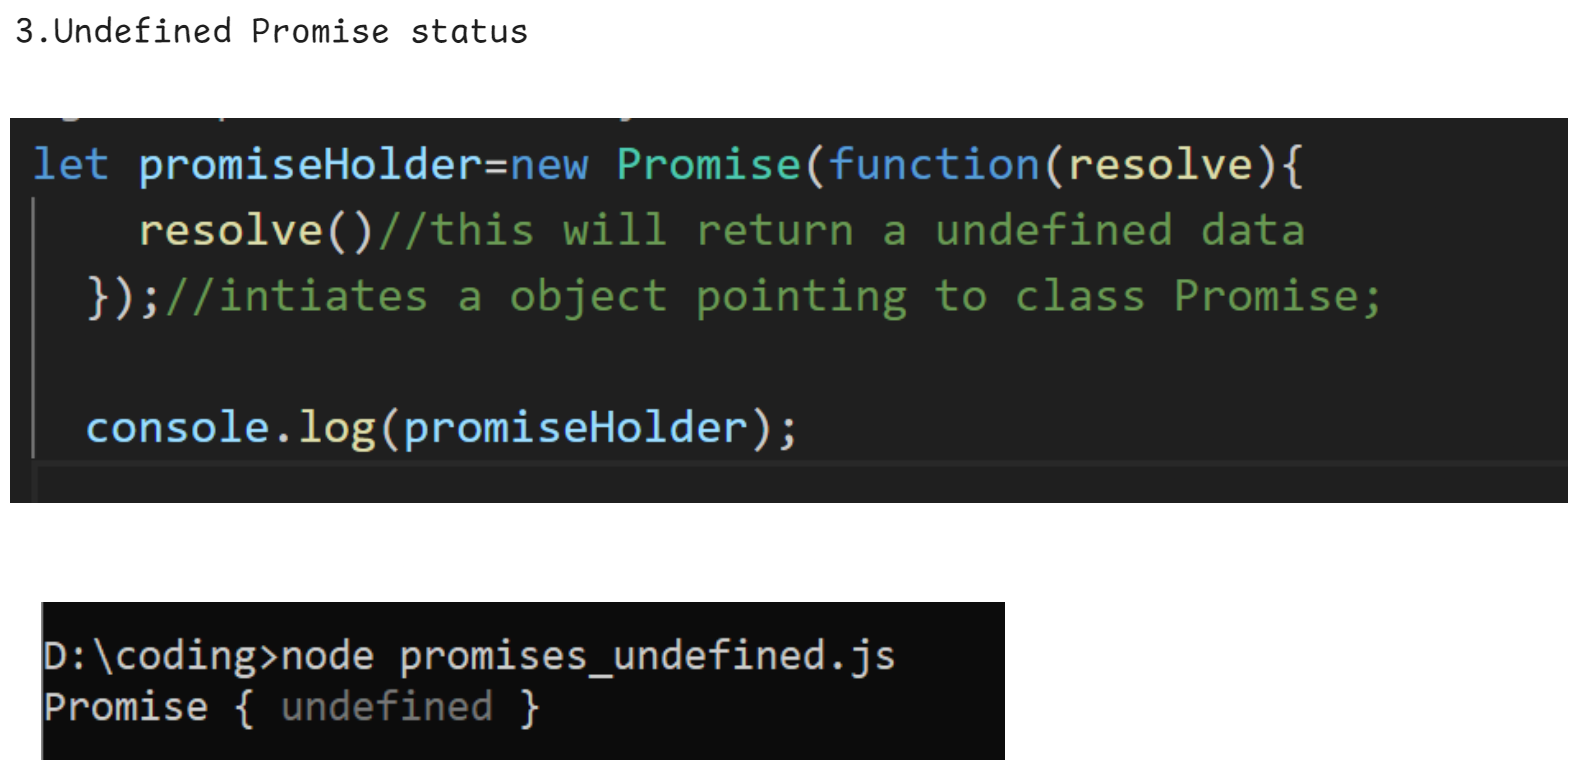 3.Undefined Promise status
let promiseHolder=new Promise(function(resolve){
resolve()//this will return a undefined data
});//intiates a object pointing to class Promise;
console.log(promiseHolder);
D:\coding>node promises_undefined.js
Promise { undefined }